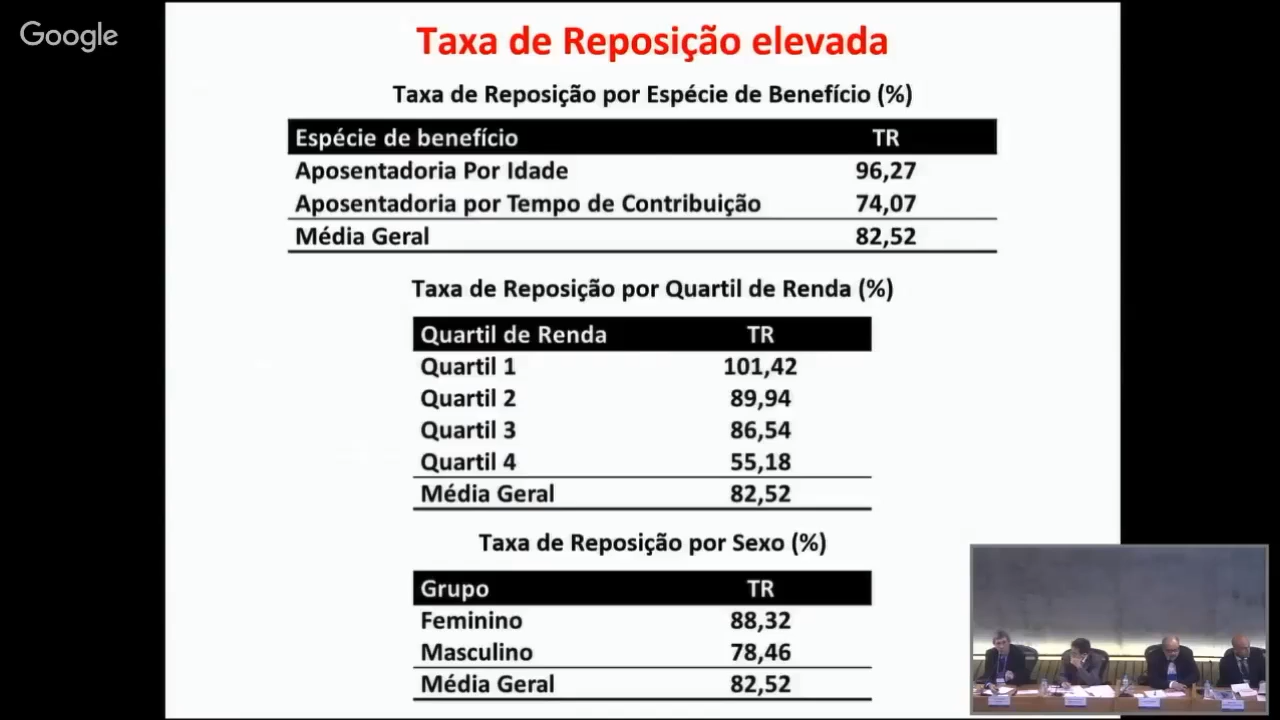 Google
Taxa de Reposição elevada
Taxa de Reposição por Espécie de Benefício (%)
Espécie de benefício TR
Aposentadoria Por Idade 96,27
Aposentadoria por Tempo de Contribuição 74,07
Média Geral 82,52
Taxa de Reposição por Quartil de Renda (%)
Quartil de Renda TR
Quartil 1 101,42
Quartil 2 89,94
Quartil 3 86,54
Quartil 4 55,18
Média Geral 82,52
Taxa de Reposição por Sexo (%)
Grupo TR
Feminino 88,32
Masculino 78,46
Média Geral 82,52